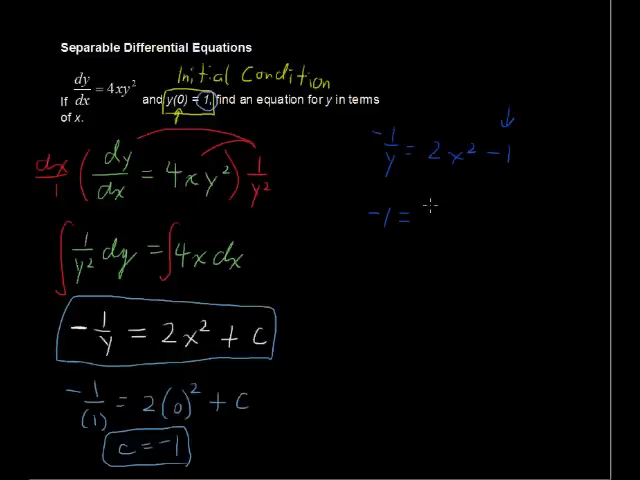 Separable Differential Equations
Initial Condition
If dy/dx = 4xy² and y(0) = 1, find an equation for y in terms
of x.
dx/1 ( dy/dx = 4xy² ) 1/y²
∫ 1/y² dy = ∫ 4x dx
- 1/y = 2x² + C
- 1/(1) = 2(0)² + C
C = -1
-1/y = 2x² - 1
-1 =